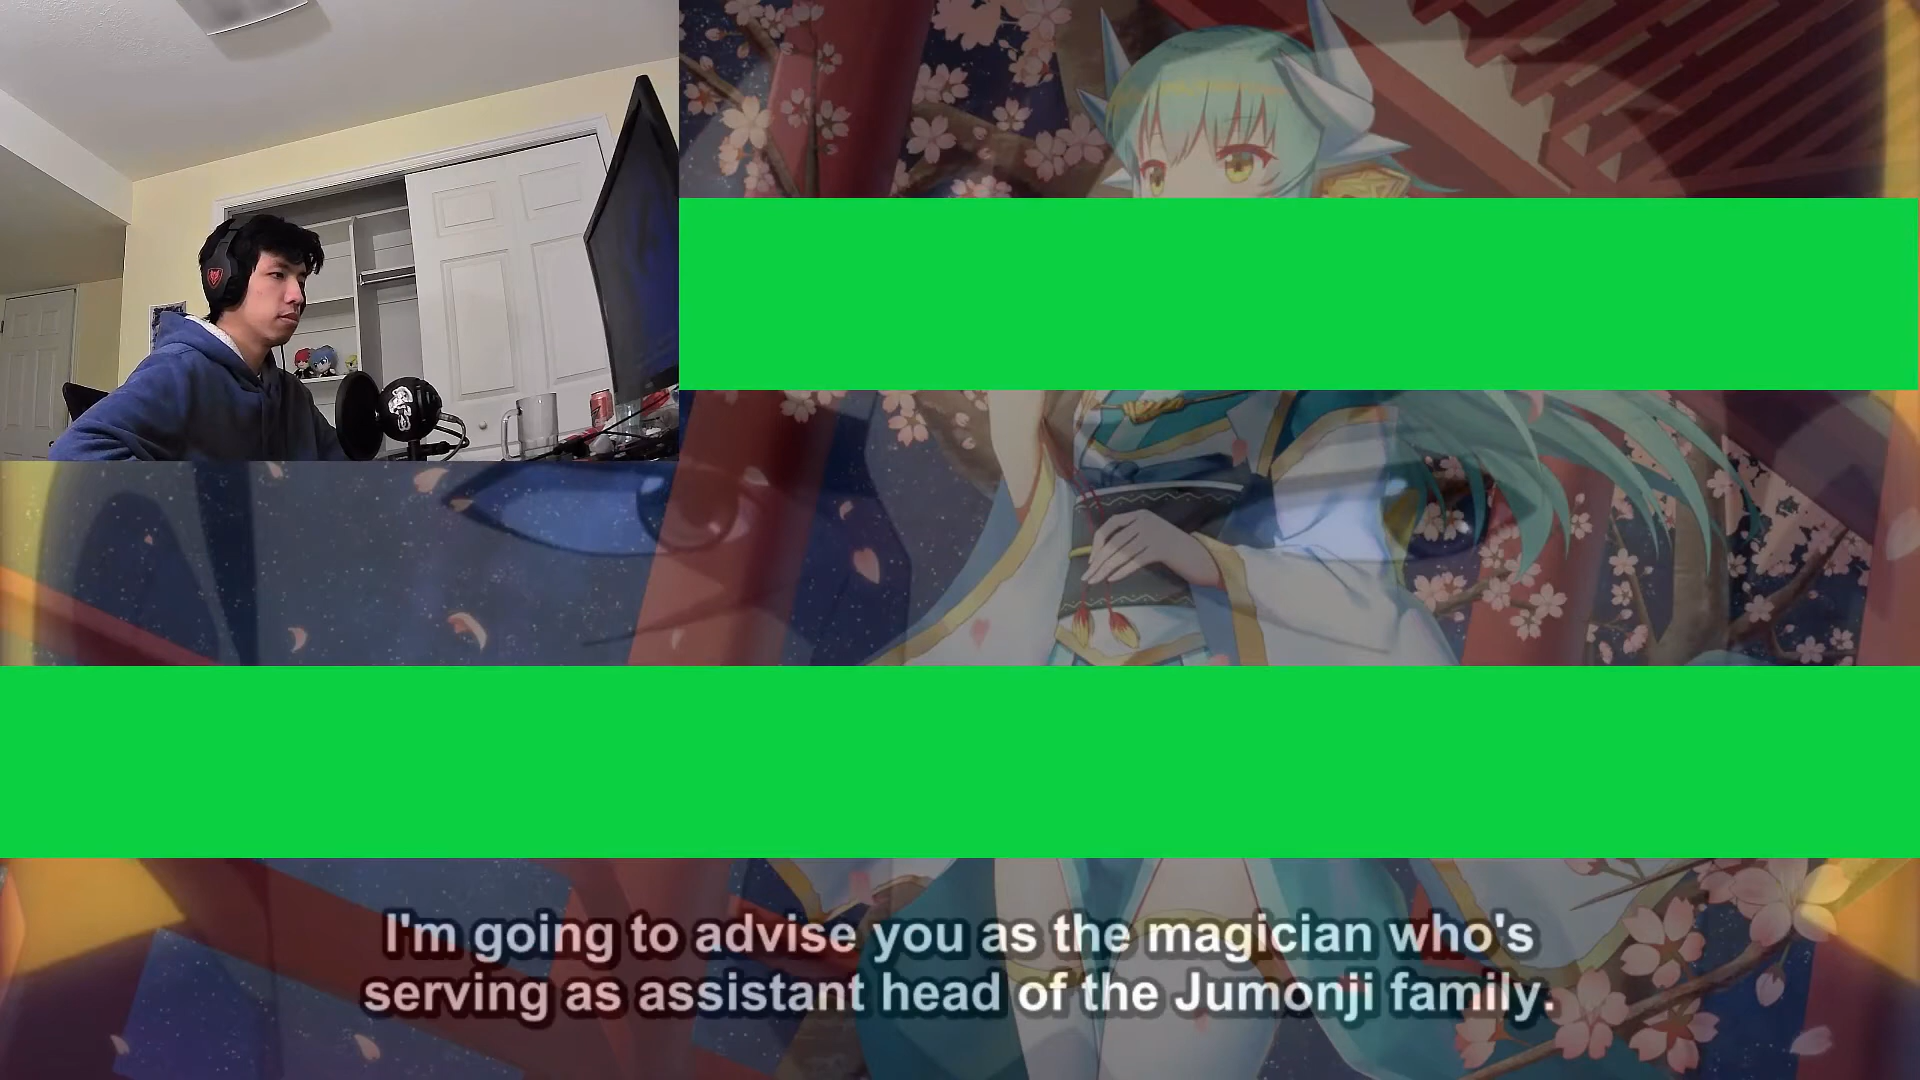 I'm going to advise you as the magician who's
serving as assistant head of the Jumonji family.